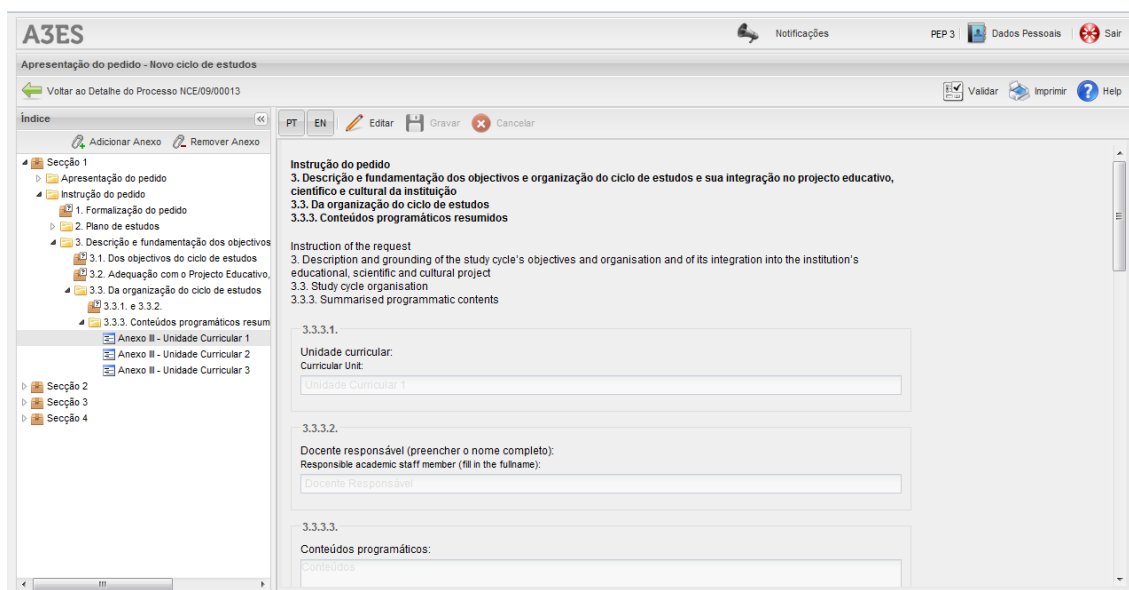 A3ES
Notificações
PEP 3
Dados Pessoais
Sair
Apresentação do pedido - Novo ciclo de estudos
Voltar ao Detalhe do Processo NCE/09/00013
Validar
Imprimir
Help
Índice
Adicionar Anexo
Remover Anexo
Secção 1
Apresentação do pedido
Instrução do pedido
1. Formalização do pedido
2. Plano de estudos
3. Descrição e fundamentação dos objectivos
3.1. Dos objectivos do ciclo de estudos
3.2. Adequação com o Projecto Educativo,
3.3. Da organização do ciclo de estudos
3.3.1. e 3.3.2.
3.3.3. Conteúdos programáticos resum
Anexo III - Unidade Curricular 1
Anexo III - Unidade Curricular 2
Anexo III - Unidade Curricular 3
Secção 2
Secção 3
Secção 4
PT
EN
Editar
Gravar
Cancelar
Instrução do pedido
3. Descrição e fundamentação dos objectivos e organização do ciclo de estudos e sua integração no projecto educativo,
científico e cultural da instituição
3.3. Da organização do ciclo de estudos
3.3.3. Conteúdos programáticos resumidos
Instruction of the request
3. Description and grounding of the study cycle's objectives and organisation and of its integration into the institution's
educational, scientific and cultural project
3.3. Study cycle organisation
3.3.3. Summarised programmatic contents
3.3.3.1.
Unidade curricular:
Curricular Unit:
Unidade Curricular 1
3.3.3.2.
Docente responsável (preencher o nome completo):
Responsible academic staff member (fill in the fullname):
Docente Responsável
3.3.3.3.
Conteúdos programáticos:
Conteúdos